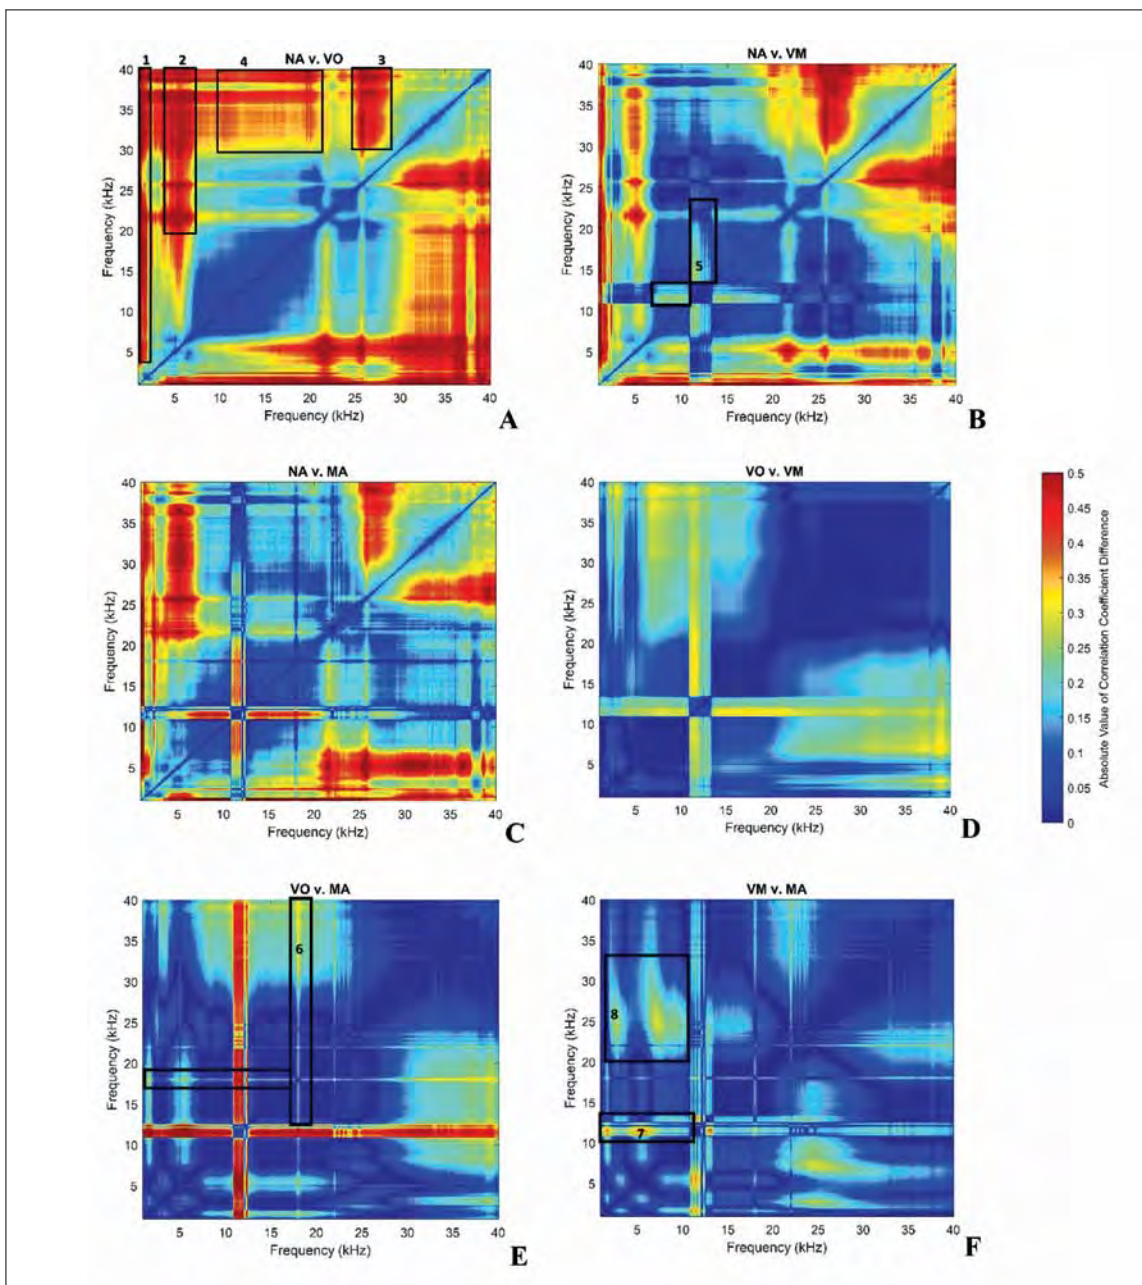 NA v. VO
1
2
4
3
40
35
30
25
20
15
10
5
Frequency (kHz)
5 10 15 20 25 30 35 40
Frequency (kHz)
A
NA v. VM
5
40
35
30
25
20
15
10
5
Frequency (kHz)
5 10 15 20 25 30 35 40
Frequency (kHz)
B
NA v. MA
40
35
30
25
20
15
10
5
Frequency (kHz)
5 10 15 20 25 30 35 40
Frequency (kHz)
C
VO v. VM
40
35
30
25
20
15
10
5
Frequency (kHz)
5 10 15 20 25 30 35 40
Frequency (kHz)
D
0.5
0.45
0.4
0.35
0.3
0.25
0.2
0.15
0.1
0.05
0
Absolute Value of Correlation Coefficient Difference
VO v. MA
6
40
35
30
25
20
15
10
5
Frequency (kHz)
5 10 15 20 25 30 35 40
Frequency (kHz)
E
VM v. MA
8
7
40
35
30
25
20
15
10
5
Frequency (kHz)
5 10 15 20 25 30 35 40
Frequency (kHz)
F